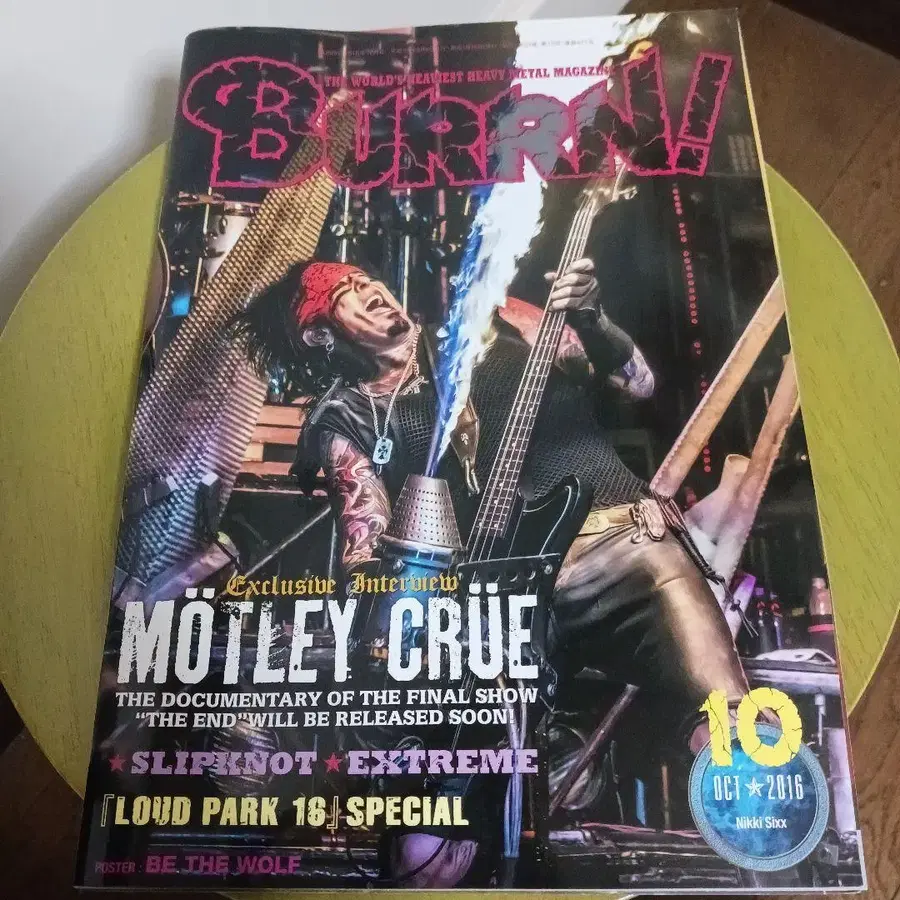 THE WORLD'S HEAVIEST HEAVY METAL MAGAZINE
BURRN!
Exclusive Interview
MÖTLEY CRÜE
THE DOCUMENTARY OF THE FINAL SHOW
"THE END"WILL BE RELEASED SOON!
★SLIPKNOT ★EXTREME
『LOUD PARK 16』SPECIAL
POSTER : BE THE WOLF
10
OCT ★ 2016
Nikki Sixx